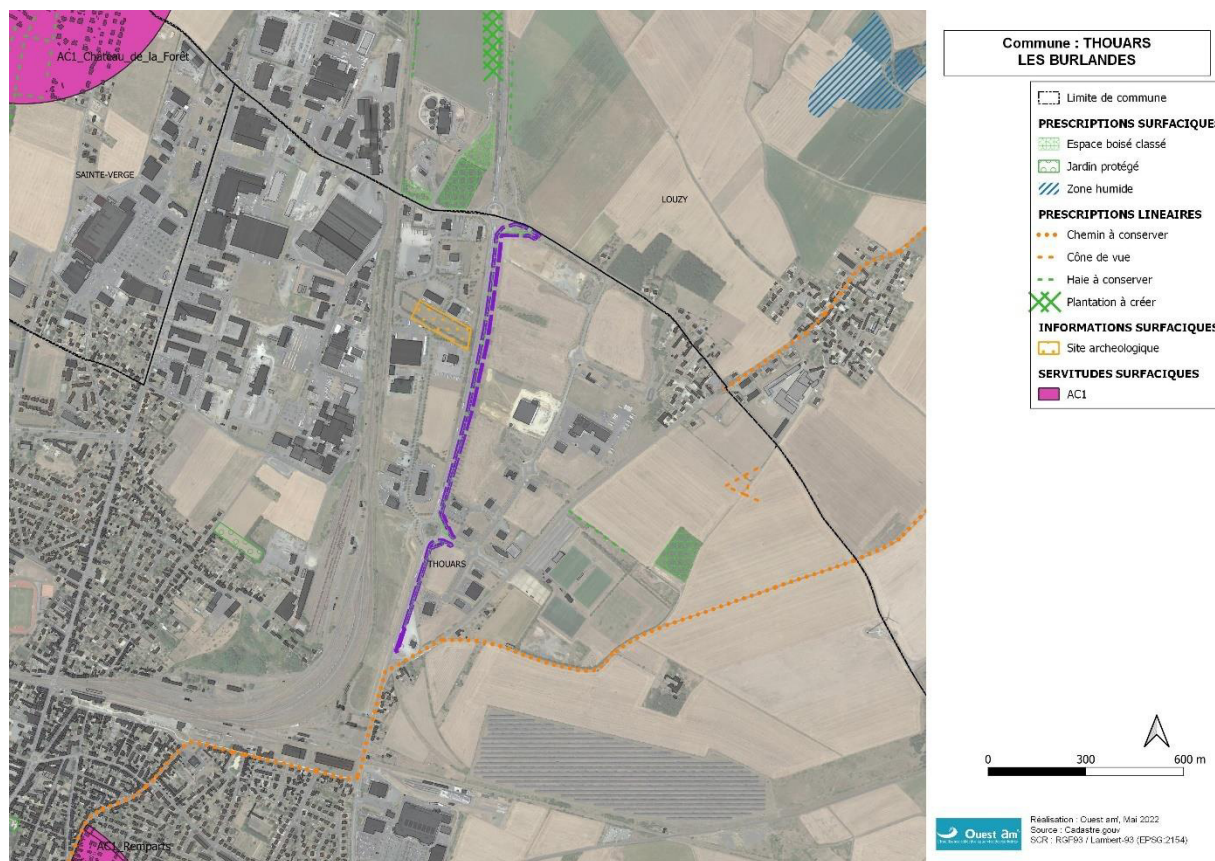 Commune : THOUARS
LES BURLANDES
Limite de commune
PRESCRIPTIONS SURFACIQUES
Espace boisé classé
Jardin protégé
Zone humide
PRESCRIPTIONS LINEAIRES
Chemin à conserver
Cône de vue
Haie à conserver
Plantation à créer
INFORMATIONS SURFACIQUES
Site archeologique
SERVITUDES SURFACIQUES
AC1
AC1_Château_de_la_Forêt
SAINTE-VERGE
LOUZY
THOUARS
AC1_Remparts
0 300 600 m
Ouest am'
Réalisation : Ouest am', Mai 2022
Source : Cadastre.gouv
SCR : RGF93 / Lambert-93 (EPSG:2154)